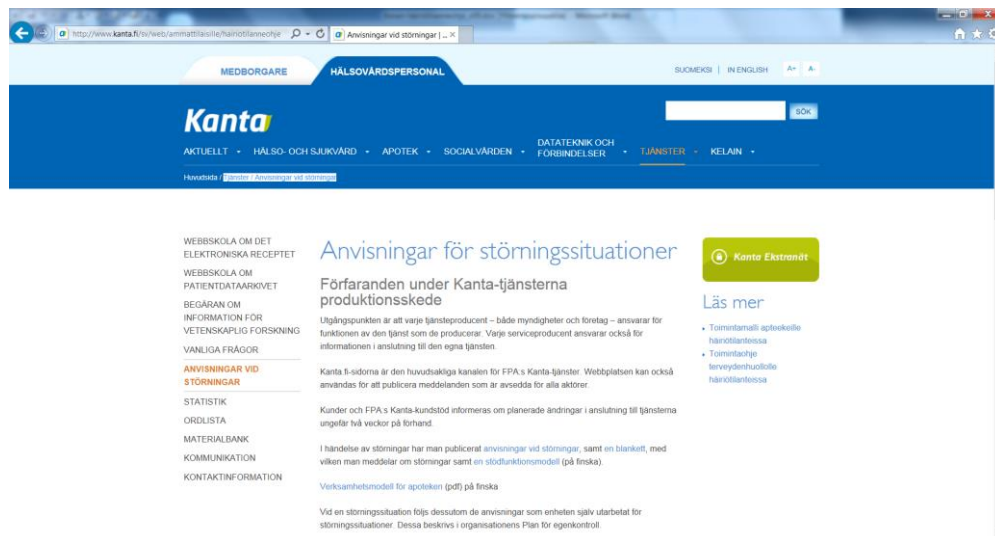 http://www.kanta.fi/sv/web/ammattilaisille/hairiotilanneohje
Anvisningar vid störningar | ...
MEDBORGARE
HÄLSOVÅRDSPERSONAL
SUOMEKSI | IN ENGLISH
A+ A-
Kanta
SÖK
AKTUELLT
HÄLSO- OCH SJUKVÅRD
APOTEK
SOCIALVÅRDEN
DATATEKNIK OCH
FÖRBINDELSER
TJÄNSTER
KELAIN
Huvudsida / Tjänster / Anvisningar vid störningar
WEBBSKOLA OM DET
ELEKTRONISKA RECEPTET
WEBBSKOLA OM
PATIENTDATAARKIVET
BEGÄRAN OM
INFORMATION FÖR
VETENSKAPLIG FORSKNING
VANLIGA FRÅGOR
ANVISNINGAR VID
STÖRNINGAR
STATISTIK
ORDLISTA
MATERIALBANK
KOMMUNIKATION
KONTAKTINFORMATION
Anvisningar för störningssituationer
Förfaranden under Kanta-tjänsterna
produktionsskede
Utgångspunkten är att varje tjänsteproducent – både myndigheter och företag – ansvarar för
funktionen av den tjänst som de producerar. Varje serviceproducent ansvarar också för
informationen i anslutning till den egna tjänsten.
Kanta.fi-sidorna är den huvudsakliga kanalen för FPA:s Kanta-tjänster. Webbplatsen kan också
användas för att publicera meddelanden som är avsedda för alla aktörer.
Kunder och FPA:s Kanta-kundstöd informeras om planerade ändringar i anslutning till tjänsterna
ungefär två veckor på förhand.
I händelse av störningar har man publicerat anvisningar vid störningar, samt en blankett, med
vilken man meddelar om störningar samt en stödfunktionsmodell (på finska).
Verksamhetsmodell för apoteken (pdf) på finska
Vid en störningssituation följs dessutom de anvisningar som enheten själv utarbetat för
störningssituationer. Dessa beskrivs i organisationens Plan för egenkontroll.
Kanta Ekstranät
Läs mer
Toimintamalli apteekeille
häiriötilanteissa
Toimintaohje
terveydenhuollolle
häiriötilanteissa